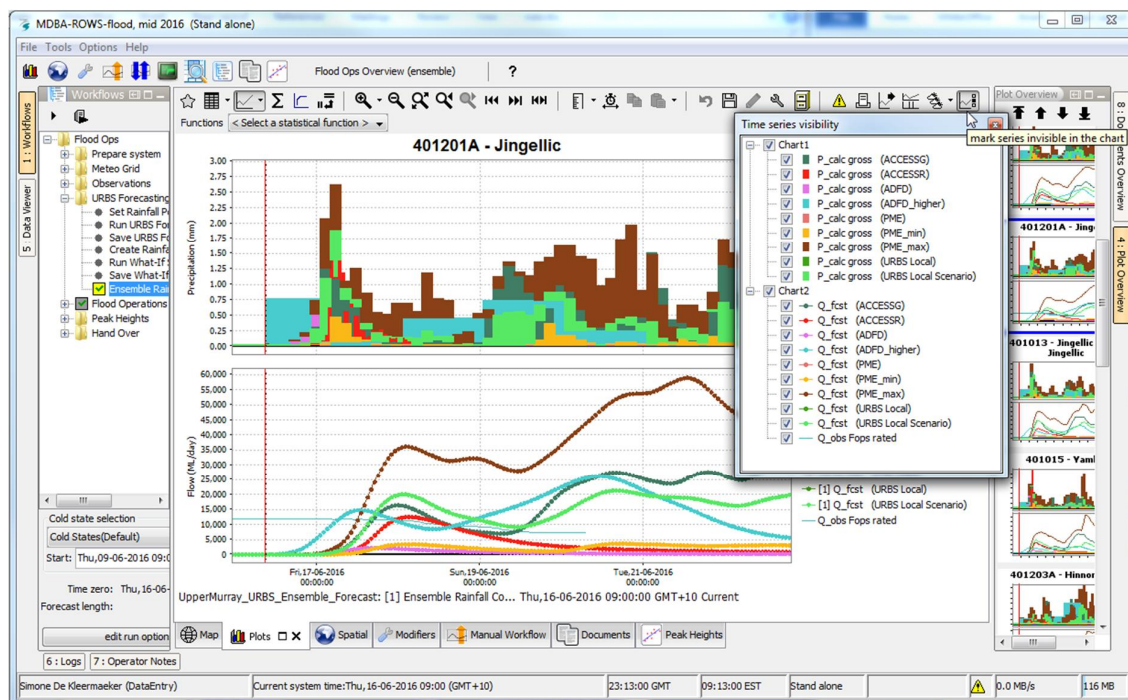 MDBA-ROWS-flood, mid 2016 (Stand alone)
File Tools Options Help
Flood Ops Overview (ensemble)
?
1 : Workflows
5 : Data Viewer
Workflows
Flood Ops
Prepare system
Meteo Grid
Observations
URBS Forecasting
Set Rainfall P
Run URBS For
Save URBS Fo
Create Rainfa
Run What-If S
Save What-If
Ensemble Rai
Flood Operations
Peak Heights
Hand Over
Cold state selection
Cold States(Default)
Start: Thu,09-06-2016 09:0
Time zero: Thu,16-06-
Forecast length:
edit run option
Functions < Select a statistical function >
401201A - Jingellic
Precipitation (mm)
3.00
2.75
2.50
2.25
2.00
1.75
1.50
1.25
1.00
0.75
0.50
0.25
0.00
Flow (ML/day)
60,000
55,000
50,000
45,000
40,000
35,000
30,000
25,000
20,000
15,000
10,000
5,000
0
Fri,17-06-2016
00:00:00
Sun,19-06-2016
00:00:00
Tue,21-06-2016
00:00:00
[1] Q_fcst (URBS Local)
[1] Q_fcst (URBS Local Scenario)
Q_obs Fops rated
UpperMurray_URBS_Ensemble_Forecast: [1] Ensemble Rainfall Co... Thu,16-06-2016 09:00:00 GMT+10 Current
Time series visibility
mark series invisible in the chart
Chart1
P_calc gross (ACCESSG)
P_calc gross (ACCESSR)
P_calc gross (ADFD)
P_calc gross (ADFD_higher)
P_calc gross (PME)
P_calc gross (PME_min)
P_calc gross (PME_max)
P_calc gross (URBS Local)
P_calc gross (URBS Local Scenario)
Chart2
Q_fcst (ACCESSG)
Q_fcst (ACCESSR)
Q_fcst (ADFD)
Q_fcst (ADFD_higher)
Q_fcst (PME)
Q_fcst (PME_min)
Q_fcst (PME_max)
Q_fcst (URBS Local)
Q_fcst (URBS Local Scenario)
Q_obs Fops rated
Plot Overview
401201A - Jing
401013 - Jingellic
Jingellic
401015 - Yaml
401203A - Hinnor
4 : Plot Overview
Map
Plots
Spatial
Modifiers
Manual Workflow
Documents
Peak Heights
6 : Logs
7 : Operator Notes
Simone De Kleermaeker (DataEntry)
Current system time:Thu,16-06-2016 09:00 (GMT+10)
23:13:00 GMT
09:13:00 EST
Stand alone
0.0 MB/s
116 MB